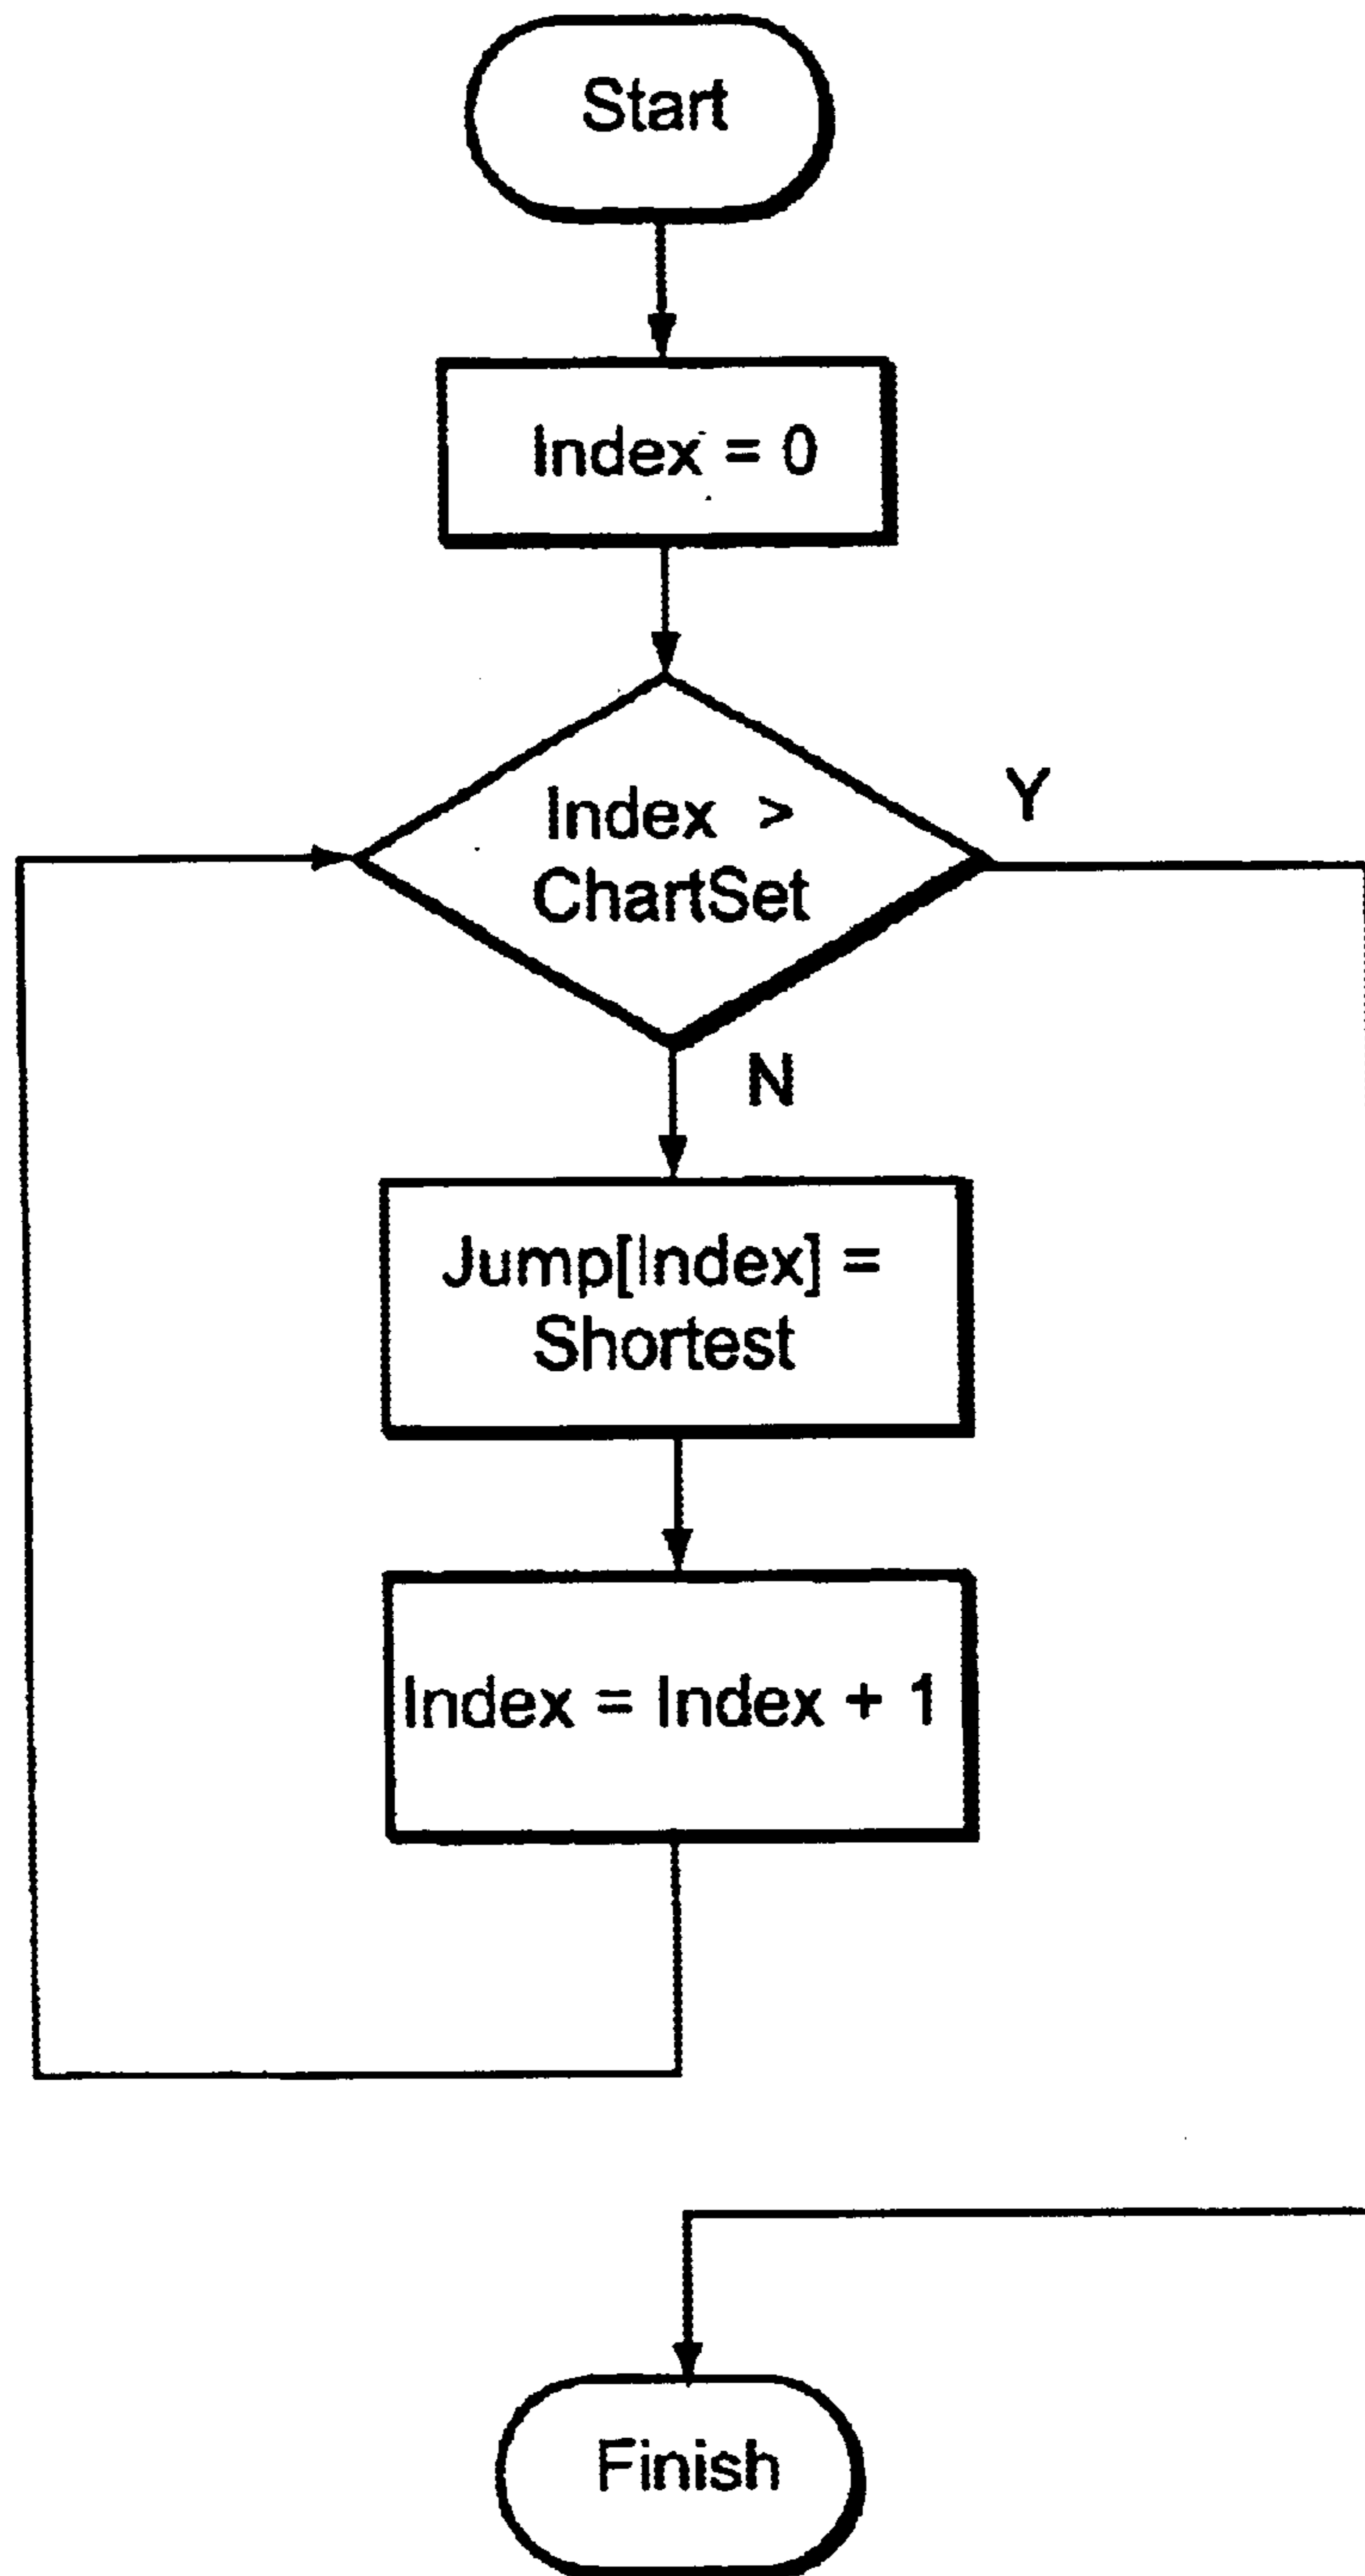 Start
Index = 0
Index >
ChartSet
Y
N
Jump[Index] =
Shortest
Index = Index + 1
Finish